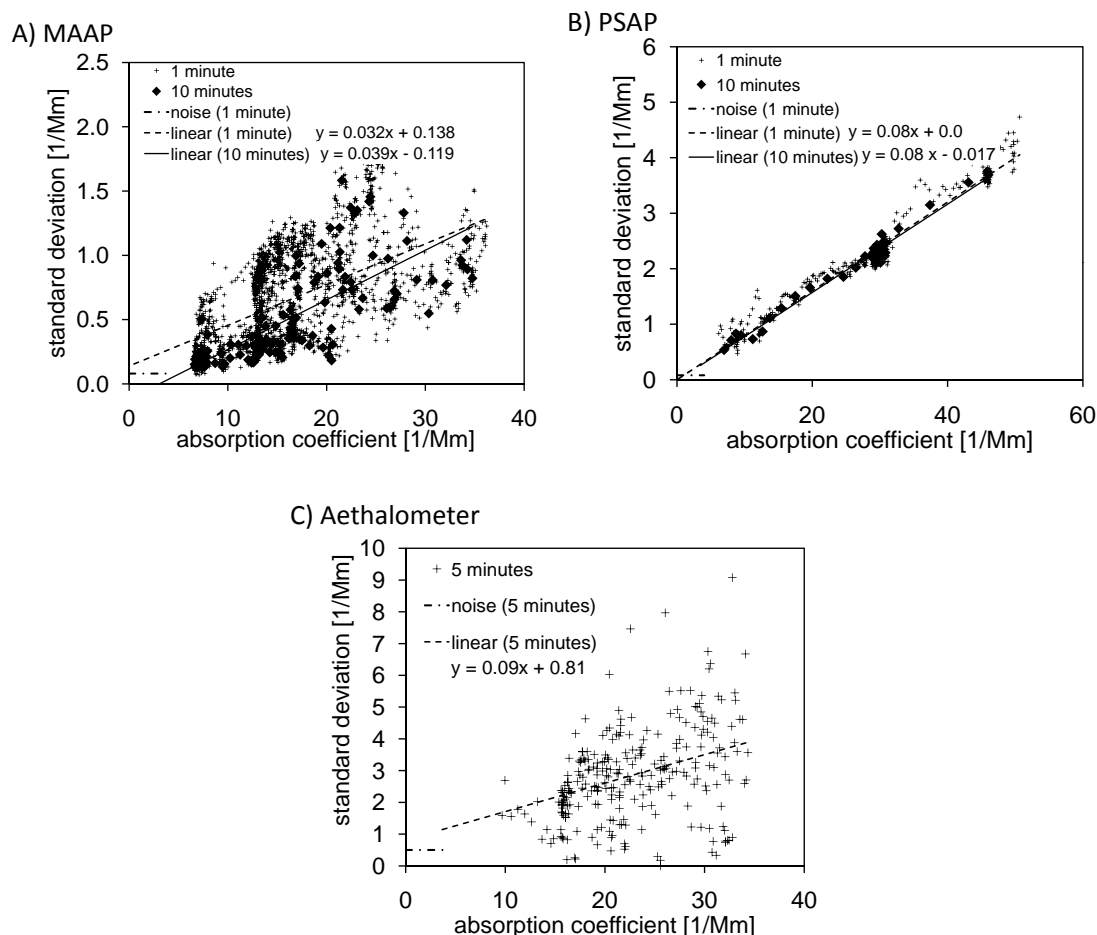 A) MAAP
standard deviation [1/Mm]
2.5
2.0
1.5
1.0
0.5
0.0
1 minute
10 minutes
noise (1 minute)
linear (1 minute) y = 0.032x + 0.138
linear (10 minutes) y = 0.039x - 0.119
0 10 20 30 40
absorption coefficient [1/Mm]
B) PSAP
standard deviation [1/Mm]
6
5
4
3
2
1
0
1 minute
10 minutes
noise (1 minute)
linear (1 minute) y = 0.08x + 0.0
linear (10 minutes) y = 0.08 x - 0.017
0 20 40 60
absorption coefficient [1/Mm]
C) Aethalometer
standard deviation [1/Mm]
10
9
8
7
6
5
4
3
2
1
0
5 minutes
noise (5 minutes)
linear (5 minutes)
y = 0.09x + 0.81
0 10 20 30 40
absorption coefficient [1/Mm]